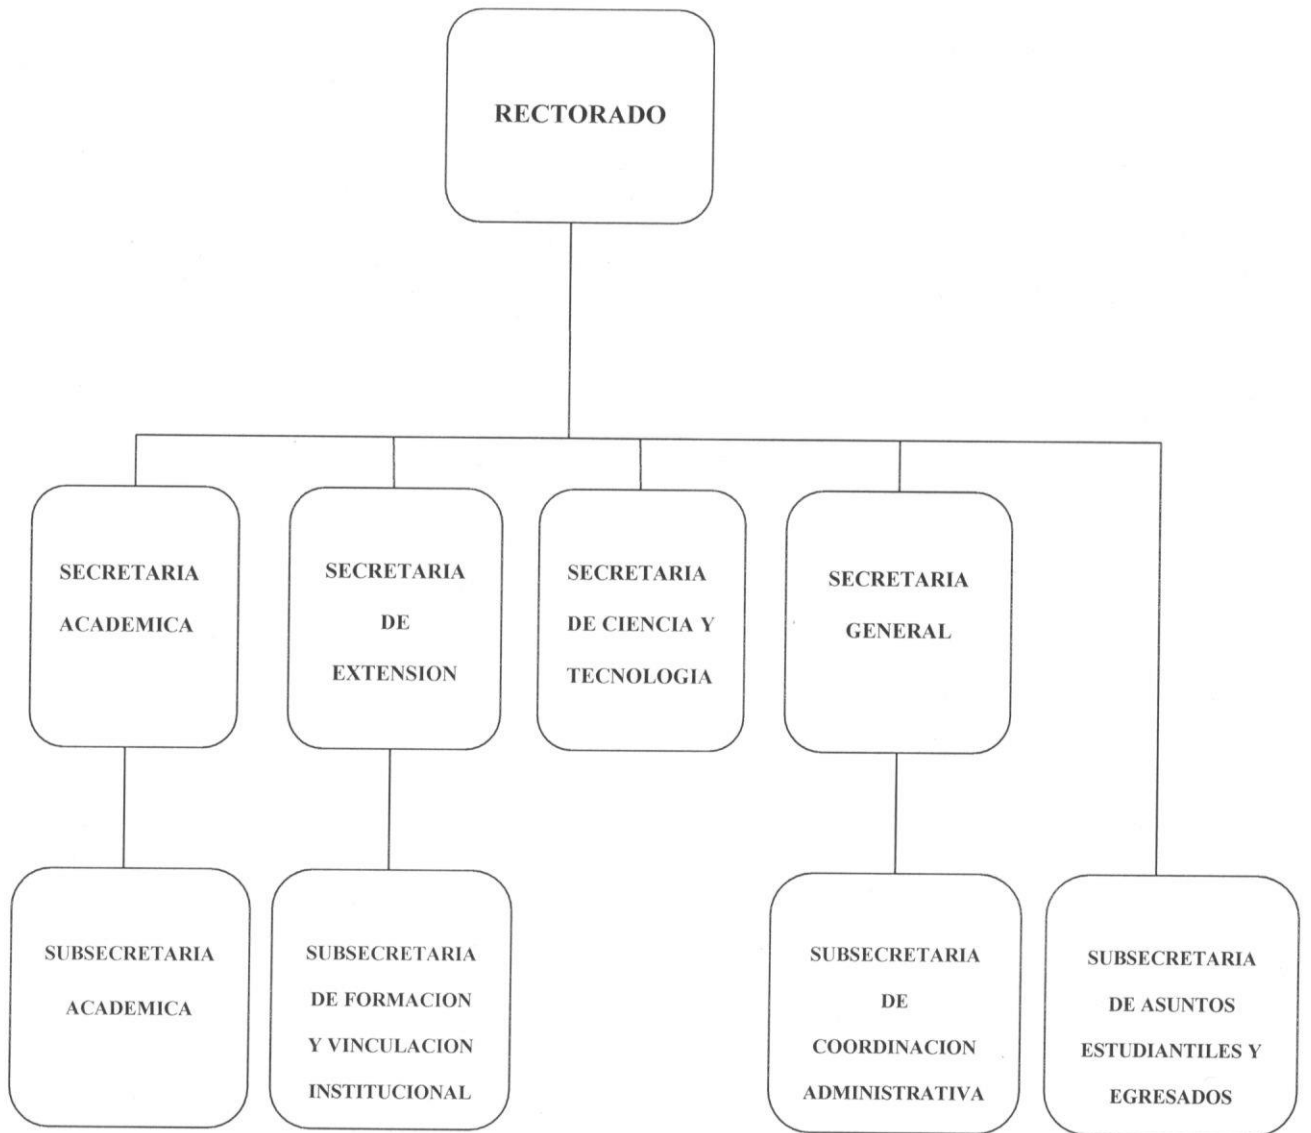 RECTORADO
SECRETARIA
ACADEMICA
SECRETARIA
DE
EXTENSION
SECRETARIA
DE CIENCIA Y
TECNOLOGIA
SECRETARIA
GENERAL
SUBSECRETARIA
ACADEMICA
SUBSECRETARIA
DE FORMACION
Y VINCULACION
INSTITUCIONAL
SUBSECRETARIA
DE
COORDINACION
ADMINISTRATIVA
SUBSECRETARIA
DE ASUNTOS
ESTUDIANTILES Y
EGRESADOS